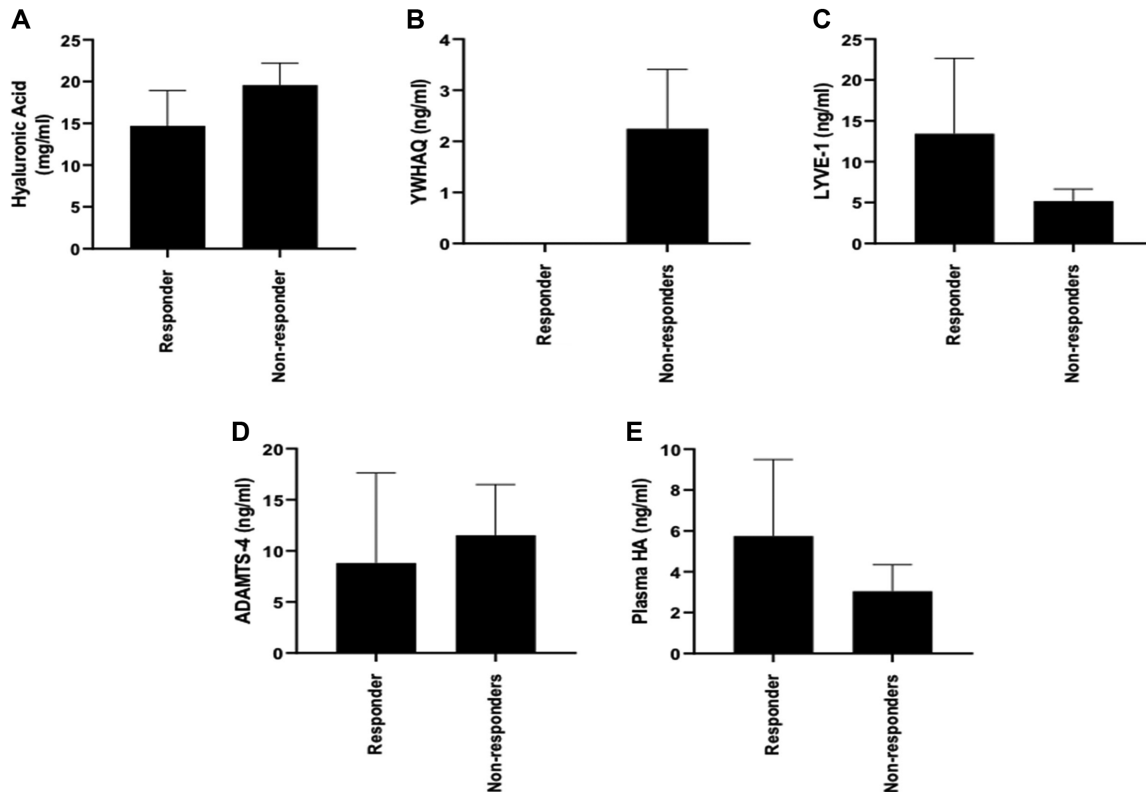 A
Hyaluronic Acid
(mg/ml)
25
20
15
10
5
0
Responder
Non-responder
B
YWHAQ (ng/ml)
4
3
2
1
0
Responder
Non-responders
C
LYVE-1 (ng/ml)
25
20
15
10
5
0
Responder
Non-responders
D
ADAMTS-4 (ng/ml)
20
15
10
5
0
Responder
Non-responders
E
Plasma HA (ng/ml)
10
8
6
4
2
0
Responder
Non-responders